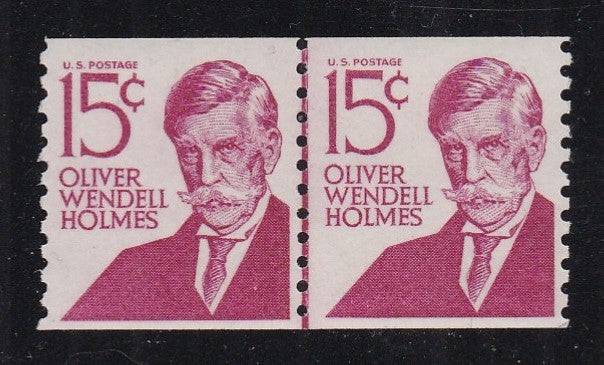 U.S. POSTAGE
15¢
OLIVER
WENDELL
HOLMES
U.S. POSTAGE
15¢
OLIVER
WENDELL
HOLMES